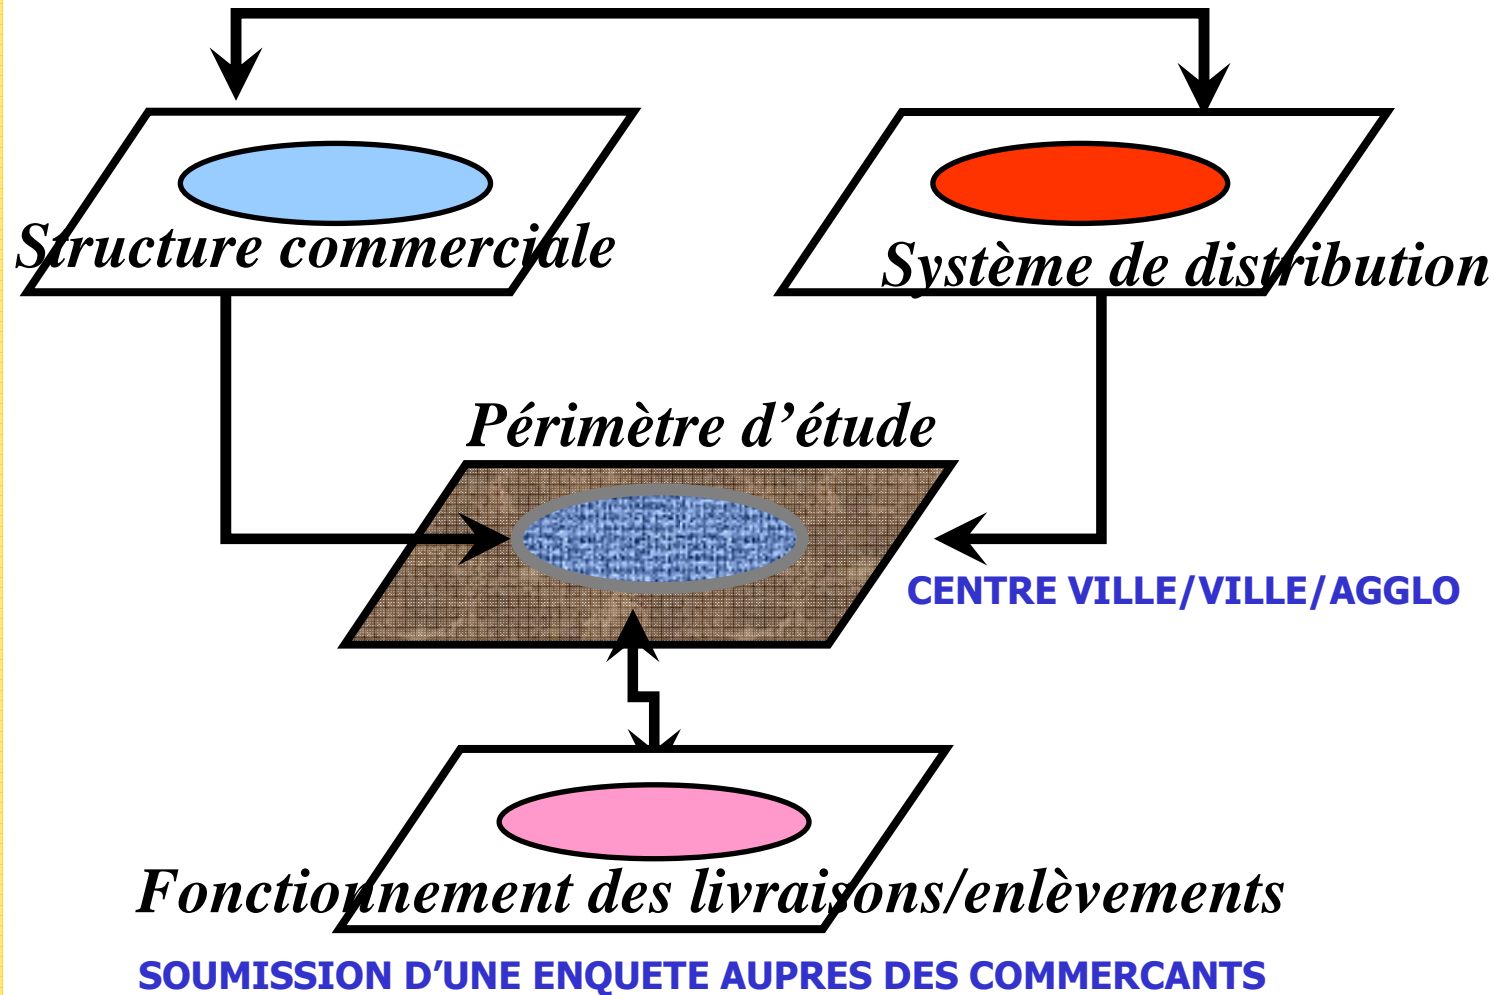 Structure commerciale
Système de distribution
Périmètre d’étude
CENTRE VILLE/VILLE/AGGLO
Fonctionnement des livraisons/enlèvements
SOUMISSION D’UNE ENQUETE AUPRES DES COMMERCANTS